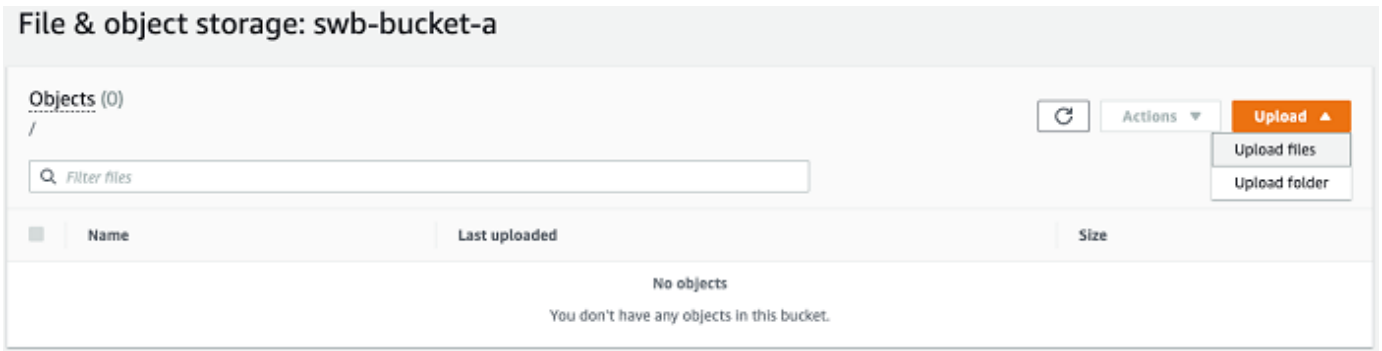 File & object storage: swb-bucket-a
Objects (0)
/
Actions
Upload
Upload files
Upload folder
Filter files
Name
Last uploaded
Size
No objects
You don't have any objects in this bucket.